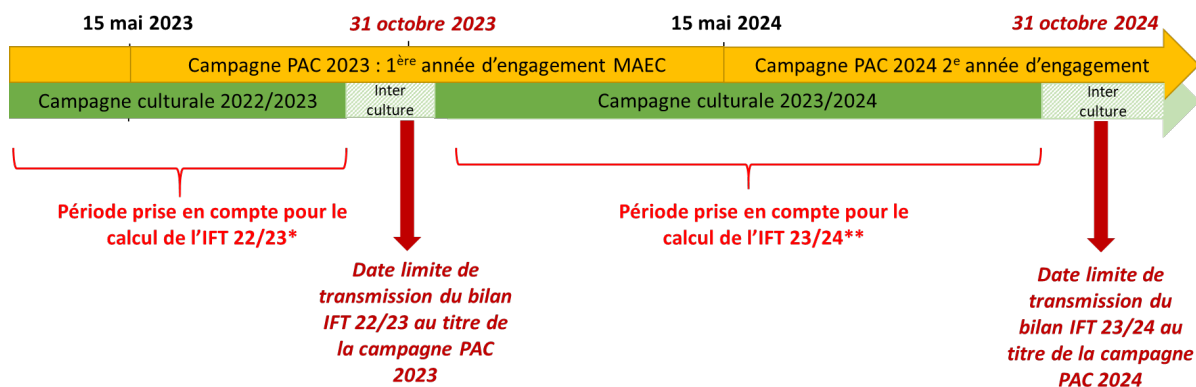 15 mai 2023
31 octobre 2023
15 mai 2024
31 octobre 2024
Campagne PAC 2023 : 1ère année d’engagement MAEC
Campagne PAC 2024 2e année d’engagement
Campagne culturale 2022/2023
Inter
culture
Campagne culturale 2023/2024
Inter
culture
Période prise en compte pour le
calcul de l’IFT 22/23*
Période prise en compte pour le
calcul de l’IFT 23/24**
Date limite de
transmission du bilan
IFT 22/23 au titre de
la campagne PAC
2023
Date limite de
transmission du
bilan IFT 23/24 au
titre de la campagne
PAC 2024